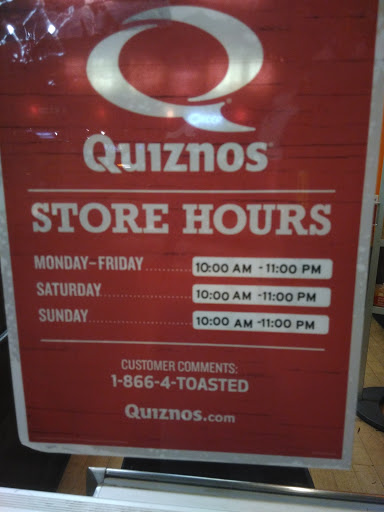 QUIZNOS
STORE HOURS
MONDAY–FRIDAY.......... 10:00 AM - 11:00 PM
SATURDAY.................... 10:00 AM - 11:00 PM
SUNDAY....................... 10:00 AM - 11:00 PM
CUSTOMER COMMENTS:
1-866-4-TOASTED
QUIZNOS.com